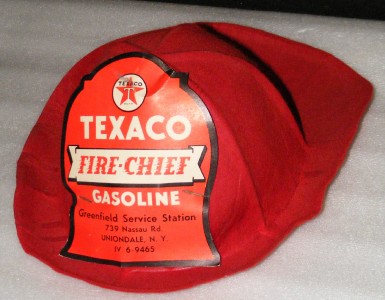 TEXACO
TEXACO
FIRE-CHIEF
GASOLINE
Greenfield Service Station
739 Nassau Rd.
UNIONDALE, N. Y.
IV 6-9465